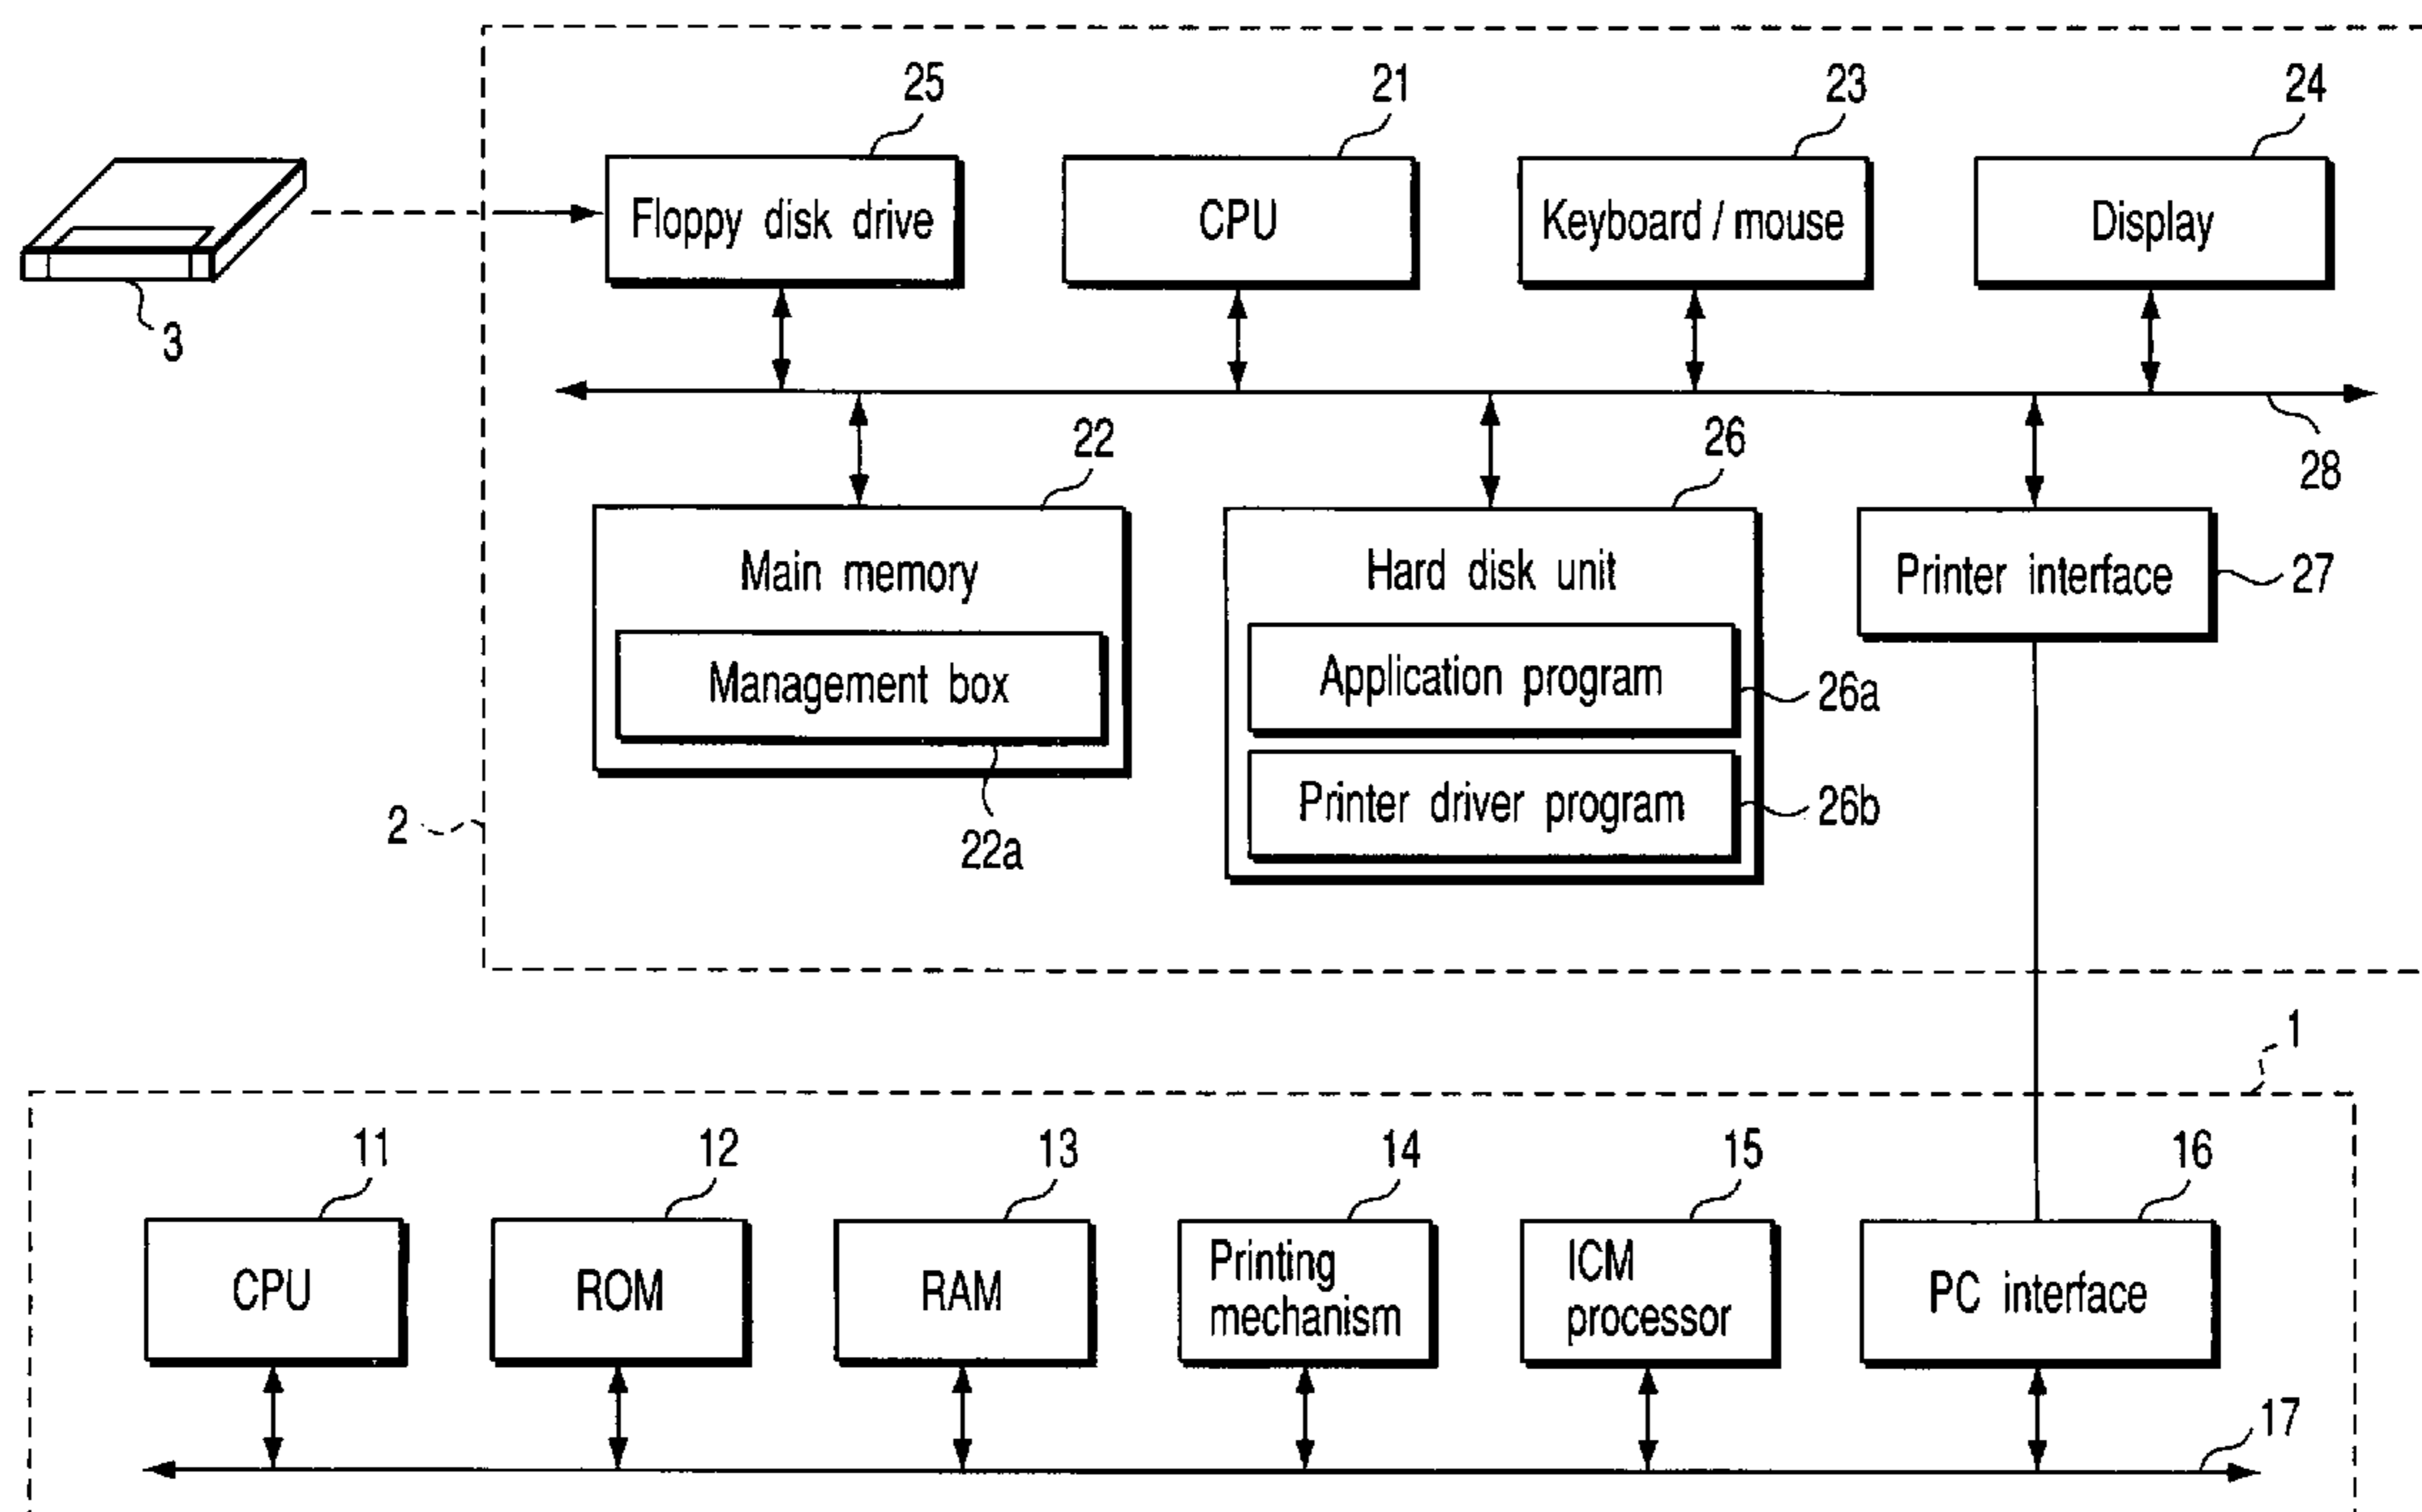 25
21
23
24
Floppy disk drive
CPU
Keyboard / mouse
Display
3
28
22
26
Main memory
Hard disk unit
Printer interface
27
Management box
22a
Application program
26a
Printer driver program
26b
2
1
11
12
13
14
15
16
CPU
ROM
RAM
Printing
mechanism
ICM
processor
PC interface
17